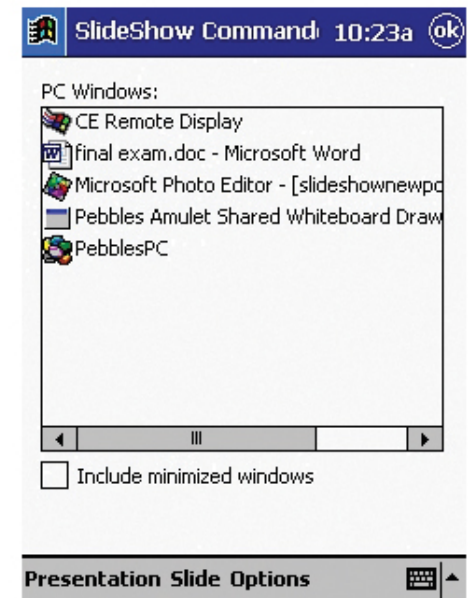 SlideShow Command 10:23a ok
PC Windows:
CE Remote Display
final exam.doc - Microsoft Word
Microsoft Photo Editor - [slideshownewpd
Pebbles Amulet Shared Whiteboard Draw
PebblesPC
Include minimized windows
Presentation Slide Options